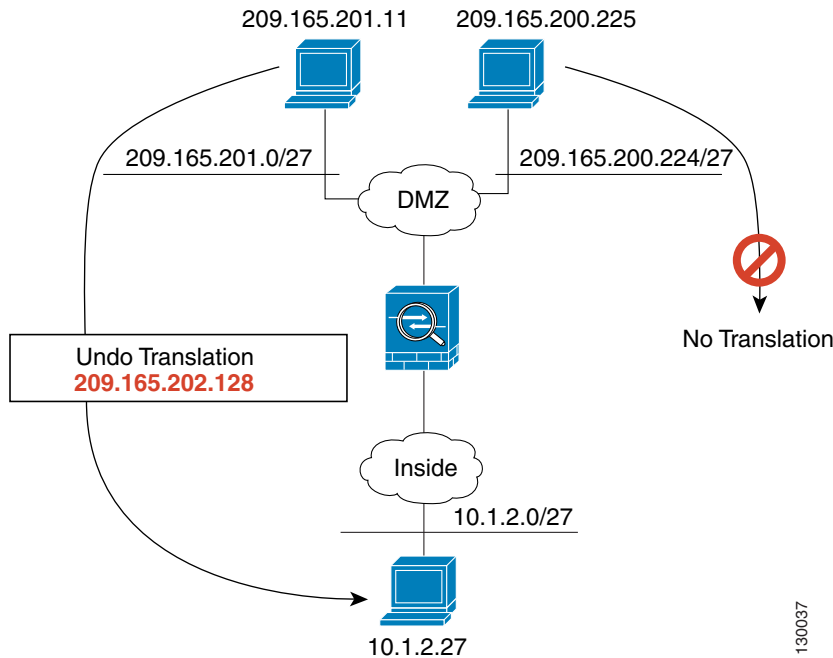 209.165.201.11
209.165.200.225
209.165.201.0/27
209.165.200.224/27
DMZ
No Translation
Undo Translation
209.165.202.128
Inside
10.1.2.0/27
10.1.2.27
130037